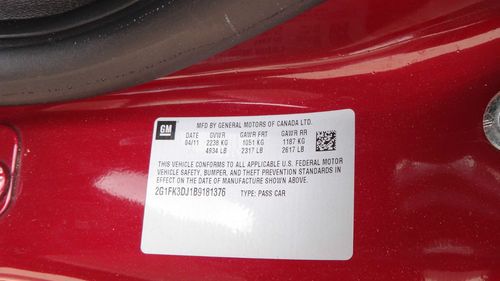 GM
MFD BY GENERAL MOTORS OF CANADA LTD.
DATE GVWR GAWR FRT GAWR RR
04/11 2238 KG 1051 KG 1187 KG
4934 LB 2317 LB 2617 LB
THIS VEHICLE CONFORMS TO ALL APPLICABLE U.S. FEDERAL MOTOR
VEHICLE SAFETY, BUMPER, AND THEFT PREVENTION STANDARDS IN
EFFECT ON THE DATE OF MANUFACTURE SHOWN ABOVE.
2G1FK3DJ1B9181376 TYPE: PASS CAR